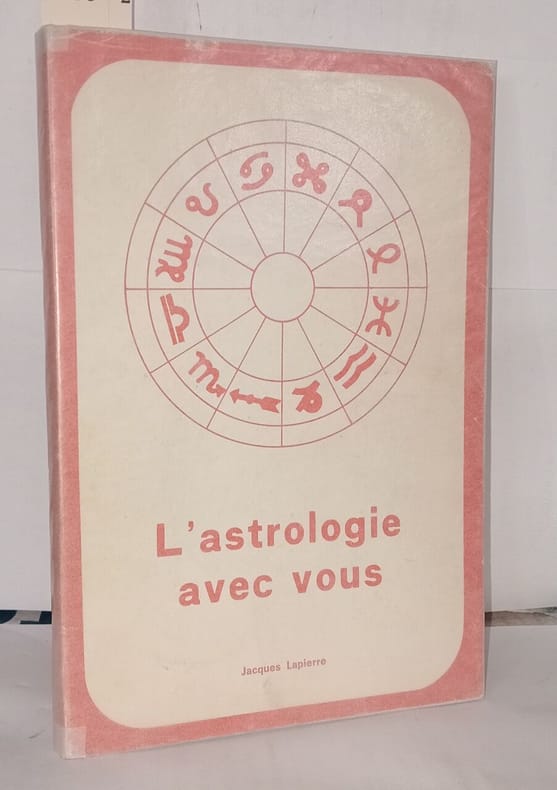 L'astrologie
avec vous
Jacques Lapierre